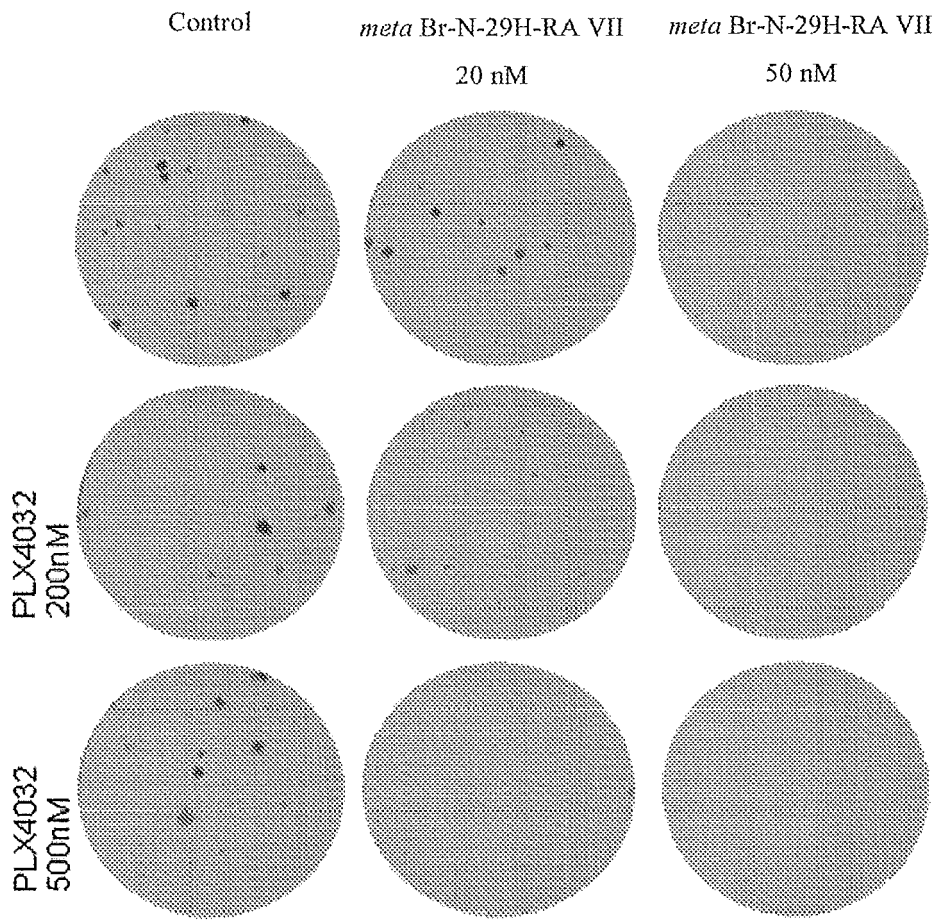 Control
meta Br-N-29H-RA VII
20 nM
meta Br-N-29H-RA VII
50 nM
PLX4032
200nM
PLX4032
500nM